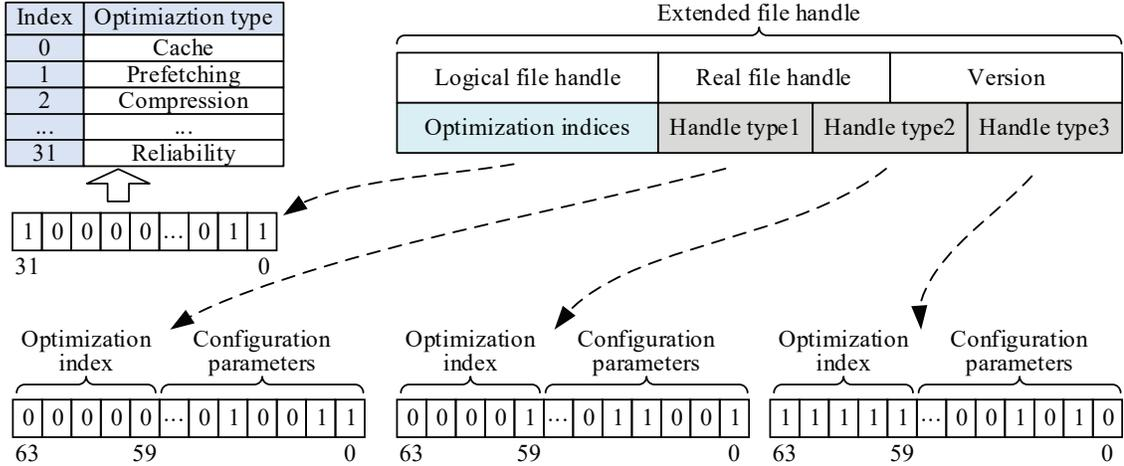 Index Optimiaztion type
0 Cache
1 Prefetching
2 Compression
... ...
31 Reliability
1 0 0 0 0 ... 0 1 1
31 0
Extended file handle
Logical file handle Real file handle Version
Optimization indices Handle type1 Handle type2 Handle type3
Optimization index
Configuration parameters
0 0 0 0 0 ... 0 1 0 0 1 1
63 59 0
Optimization index
Configuration parameters
0 0 0 0 1 ... 0 1 1 0 0 1
63 59 0
Optimization index
Configuration parameters
1 1 1 1 1 ... 0 0 1 0 1 0
63 59 0